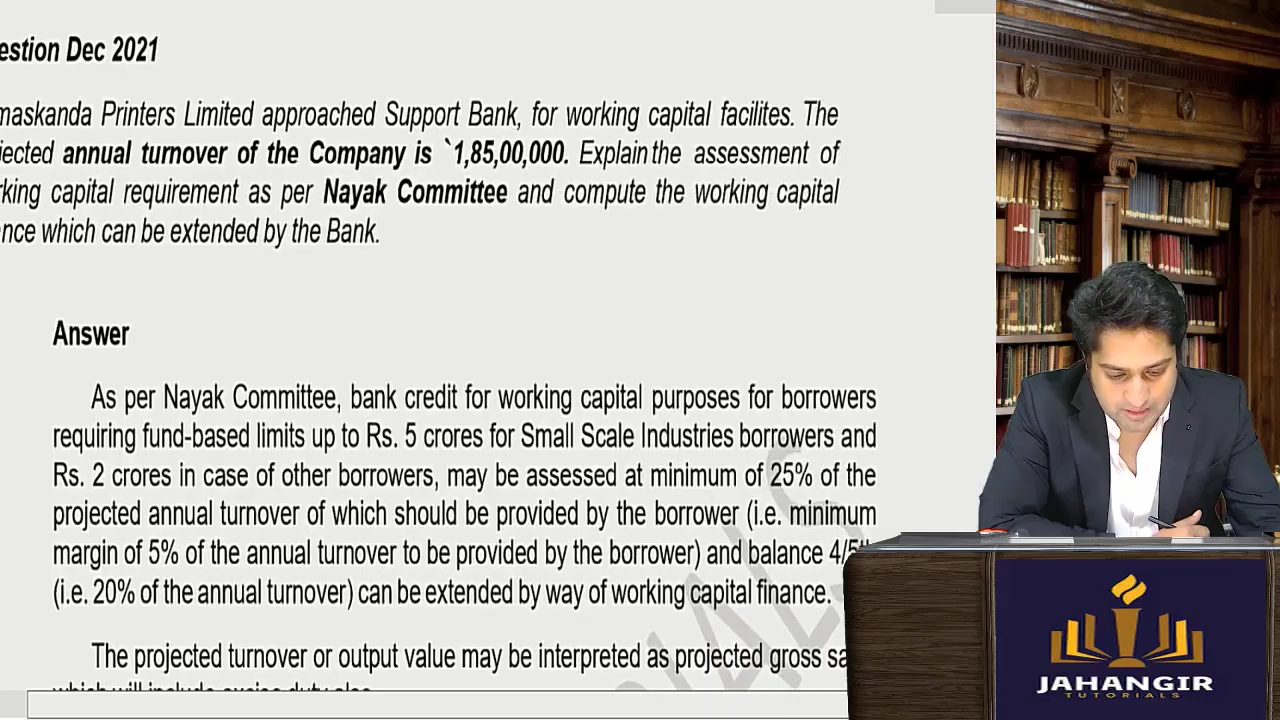 estion Dec 2021
maskanda Printers Limited approached Support Bank, for working capital facilites. The
jected annual turnover of the Company is `1,85,00,000. Explain the assessment of
rking capital requirement as per Nayak Committee and compute the working capital
nce which can be extended by the Bank.
Answer
As per Nayak Committee, bank credit for working capital purposes for borrowers
requiring fund-based limits up to Rs. 5 crores for Small Scale Industries borrowers and
Rs. 2 crores in case of other borrowers, may be assessed at minimum of 25% of the
projected annual turnover of which should be provided by the borrower (i.e. minimum
margin of 5% of the annual turnover to be provided by the borrower) and balance 4/5th
(i.e. 20% of the annual turnover) can be extended by way of working capital finance.
The projected turnover or output value may be interpreted as projected gross sa
which will include excise duty also
JAHANGIR
TUTORIALS